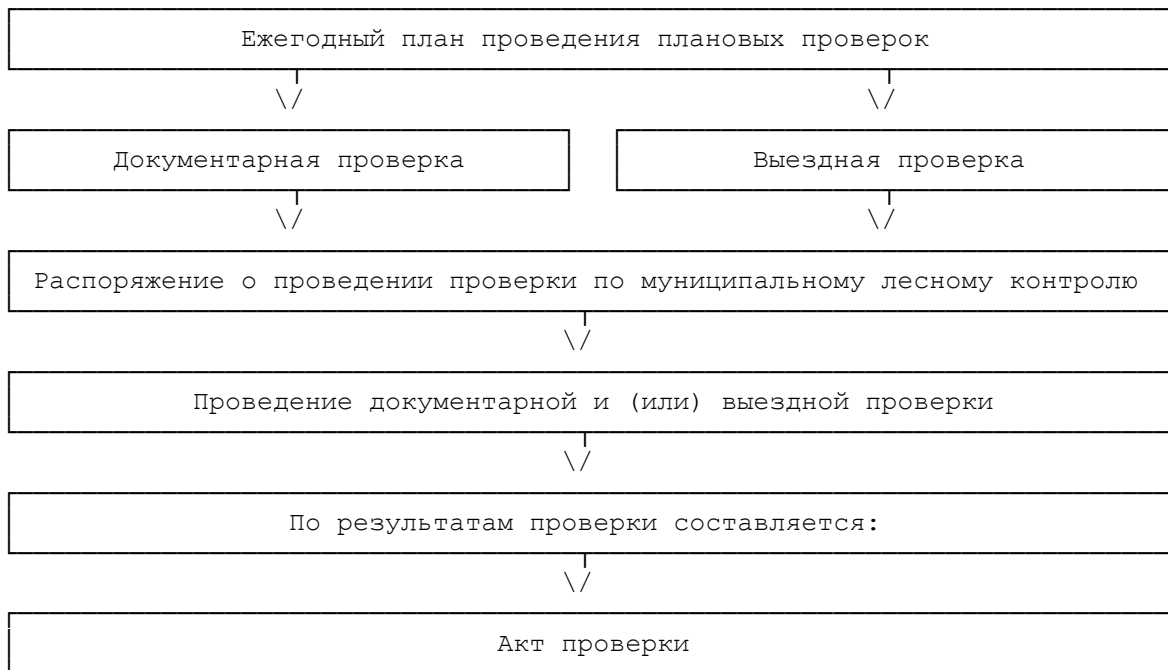 Ежегодный план проведения плановых проверок
\/ \/
Документарная проверка Выездная проверка
\/ \/
Распоряжение о проведении проверки по муниципальному лесному контролю
\/
Проведение документарной и (или) выездной проверки
\/
По результатам проверки составляется:
\/
Акт проверки